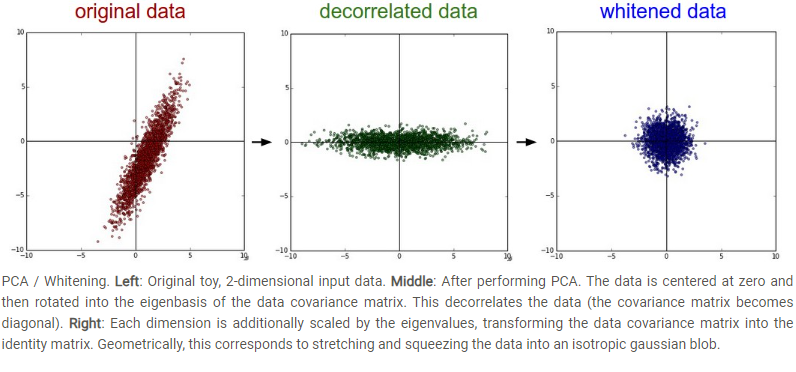 original data decorrelated data whitened data
10 10 10
5 5 5
0 0 0
−5 −5 −5
−10 −10 −10
−10 −5 0 5 10 −10 −5 0 5 10 −10 −5 0 5 10
PCA / Whitening. Left: Original toy, 2-dimensional input data. Middle: After performing PCA. The data is centered at zero and
then rotated into the eigenbasis of the data covariance matrix. This decorrelates the data (the covariance matrix becomes
diagonal). Right: Each dimension is additionally scaled by the eigenvalues, transforming the data covariance matrix into the
identity matrix. Geometrically, this corresponds to stretching and squeezing the data into an isotropic gaussian blob.